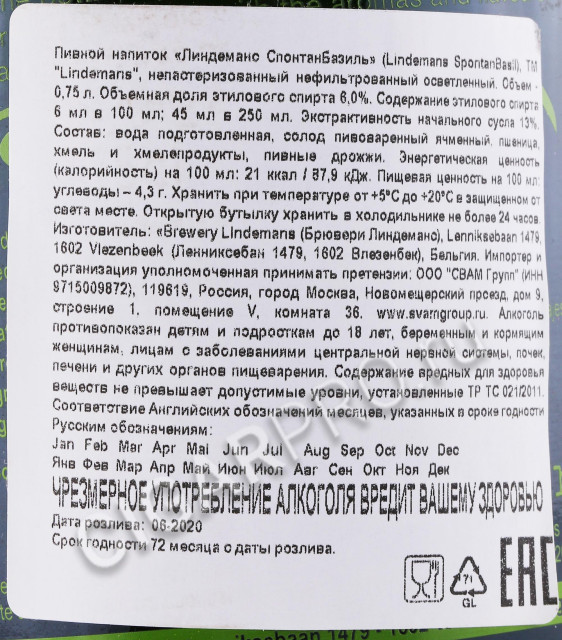 Пивной напиток «Линдеманс СпонтанБазиль» (Lindemans SpontanBasil), ТМ
"Lindemans", непастеризованный нефильтрованный осветленный. Объем -
0,75 л. Объемная доля этилового спирта 6,0%. Содержание этилового спирта
6 мл в 100 мл; 45 мл в 250 мл. Экстрактивность начального сусла 13%.
Состав: вода подготовленная, солод пивоваренный ячменный, пшеница,
хмель и хмелепродукты, пивные дрожжи. Энергетическая ценность
(калорийность) на 100 мл: 21 ккал / 87,9 кДж. Пищевая ценность на 100 мл:
углеводы – 4,3 г. Хранить при температуре от +5°С до +20°С в защищенном от
света месте. Открытую бутылку хранить в холодильнике не более 24 часов.
Изготовитель: «Brewery Lindemans (Брювери Линдеманс), Lenniksebaan 1479,
1602 Vlezenbeek (Ленниксебан 1479, 1602 Влезенбек), Бельгия. Импортер и
организация уполномоченная принимать претензии: ООО "СВАМ Групп" (ИНН
9715009872), 119619, Россия, город Москва, Новомещерский проезд, дом 9,
строение 1, помещение V, комната 36. www.svamgroup.ru. Алкоголь
противопоказан детям и подросткам до 18 лет, беременным и кормящим
женщинам, лицам с заболеваниями центральной нервной системы, почек,
печени и других органов пищеварения. Содержание вредных для здоровья
веществ не превышает допустимые уровни, установленные ТР ТС 021/2011.
Соответствие Английских обозначений месяцев, указанных в сроке годности
Русским обозначениям:
Jan Feb Mar Apr Mai Jun Jul Aug Sep Oct Nov Dec
Янв Фев Мар Апр Май Июн Июл Авг Сен Окт Ноя Дек
ЧРЕЗМЕРНОЕ УПОТРЕБЛЕНИЕ АЛКОГОЛЯ ВРЕДИТ ВАШЕМУ ЗДОРОВЬЮ
Дата розлива: 06-2020
Срок годности 72 месяца с даты розлива.
71
GL
EAC
CIGARPRO.ru